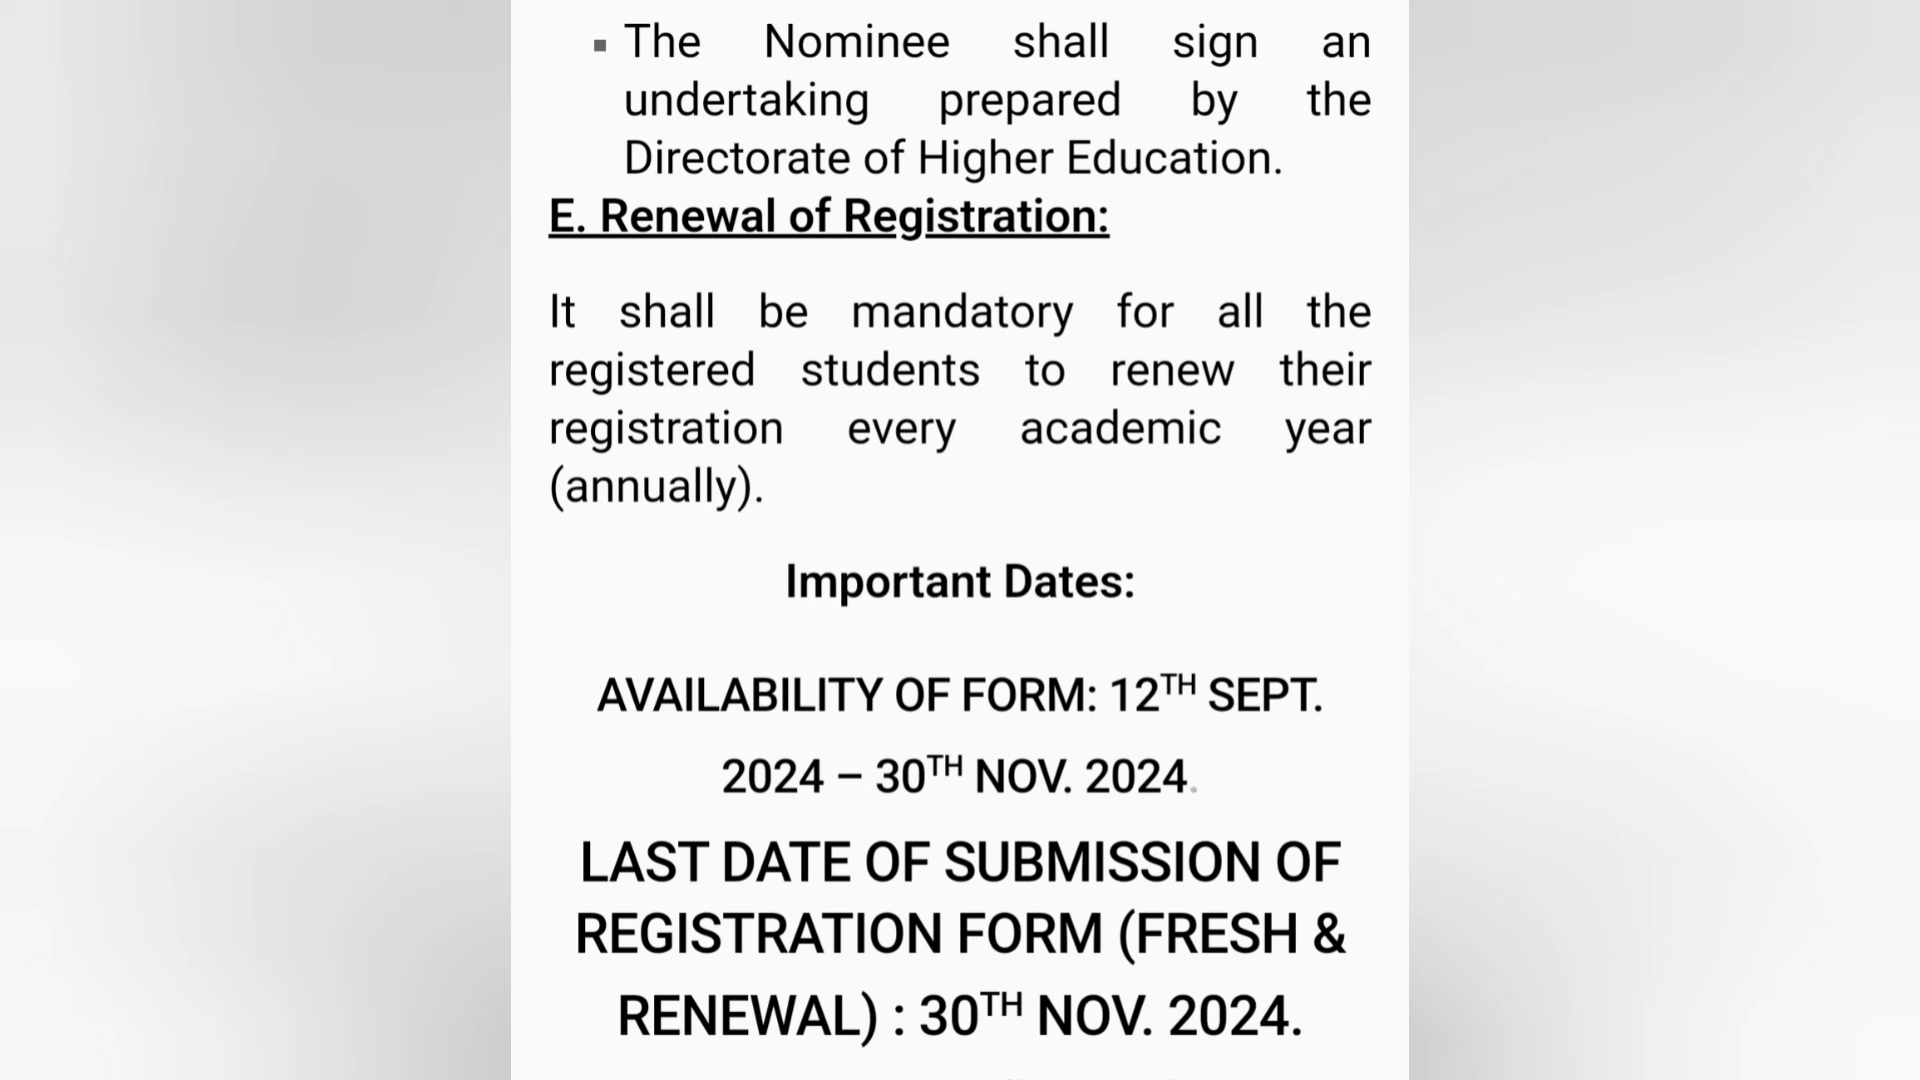 ▪ The Nominee shall sign an
undertaking prepared by the
Directorate of Higher Education.
E. Renewal of Registration:
It shall be mandatory for all the
registered students to renew their
registration every academic year
(annually).
Important Dates:
AVAILABILITY OF FORM: 12TH SEPT.
2024 – 30TH NOV. 2024.
LAST DATE OF SUBMISSION OF
REGISTRATION FORM (FRESH &
RENEWAL) : 30TH NOV. 2024.